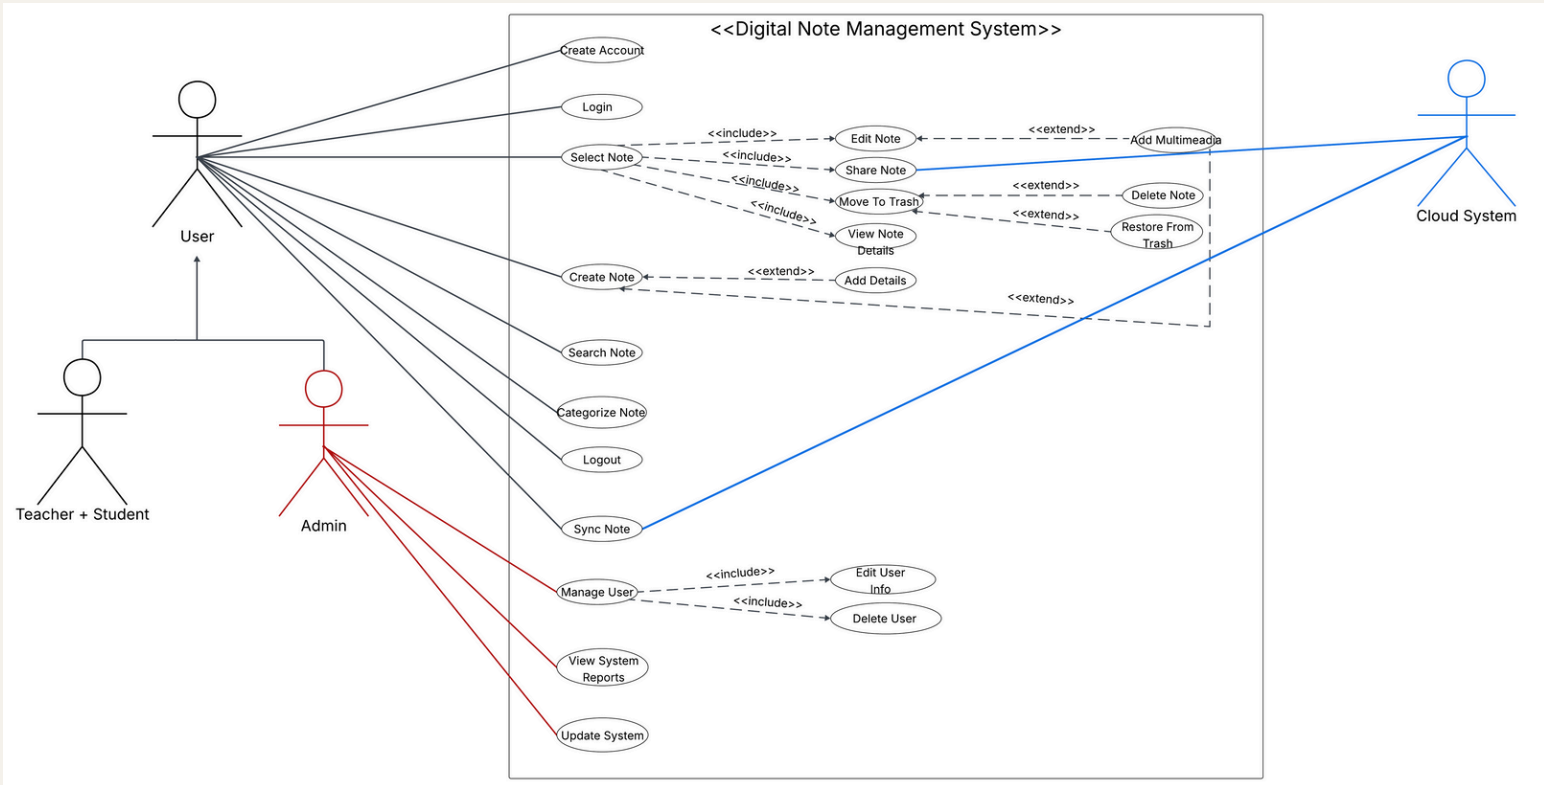 <<Digital Note Management System>>
Create Account
Login
<<include>>
Edit Note
<<extend>>
Add Multimeadia
Select Note
<<include>>
Share Note
<<include>>
Move To Trash
<<extend>>
Delete Note
<<include>>
View Note
Details
<<extend>>
Restore From
Trash
User
Cloud System
Create Note
<<extend>>
Add Details
<<extend>>
Search Note
Categorize Note
Logout
Teacher + Student
Admin
Sync Note
Manage User
<<include>>
Edit User
Info
<<include>>
Delete User
View System
Reports
Update System